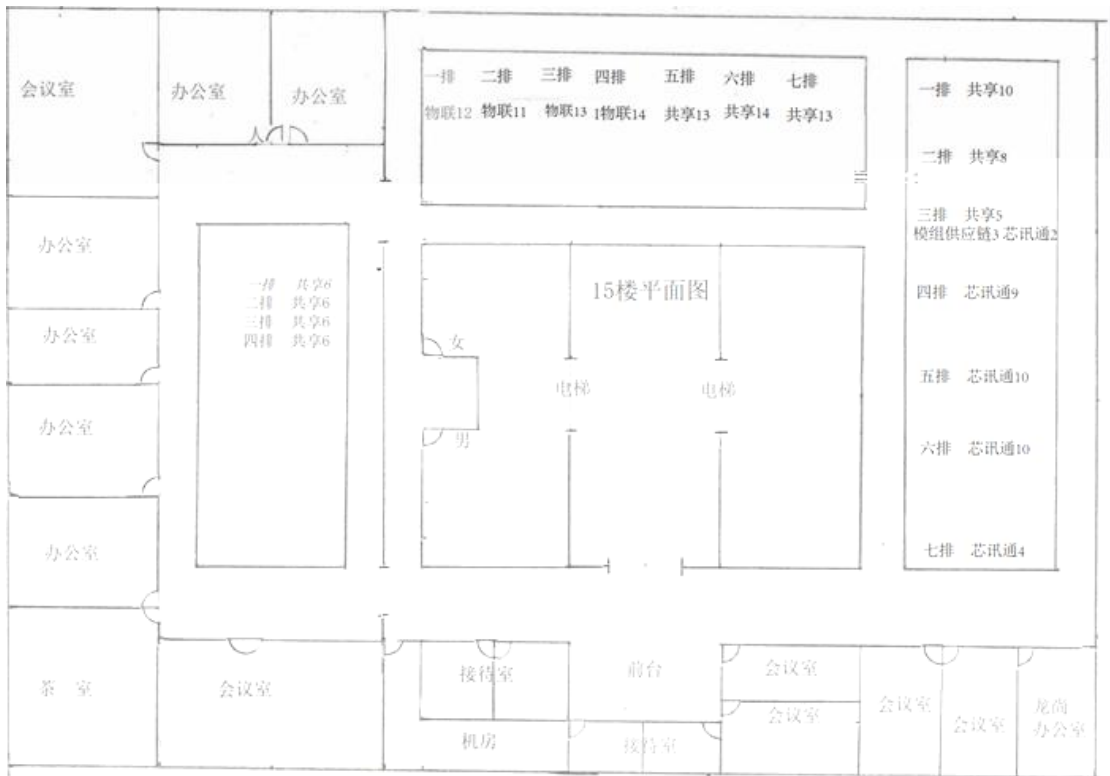 会议室
办公室
办公室
一排 二排 三排 四排 五排 六排 七排
物联12 物联11 物联13 1物联14 共享13 共享14 共享13
一排 共享10
二排 共享8
三排 共享5
模组供应链3 芯讯通2
四排 芯讯通9
五排 芯讯通10
六排 芯讯通10
七排 芯讯通4
办公室
办公室
办公室
办公室
一排 共享6
二排 共享6
三排 共享6
四排 共享6
15楼平面图
女
电梯
电梯
男
茶 室
会议室
接待室
机房
前台
接待室
会议室
会议室
会议室
会议室
龙尚
办公室